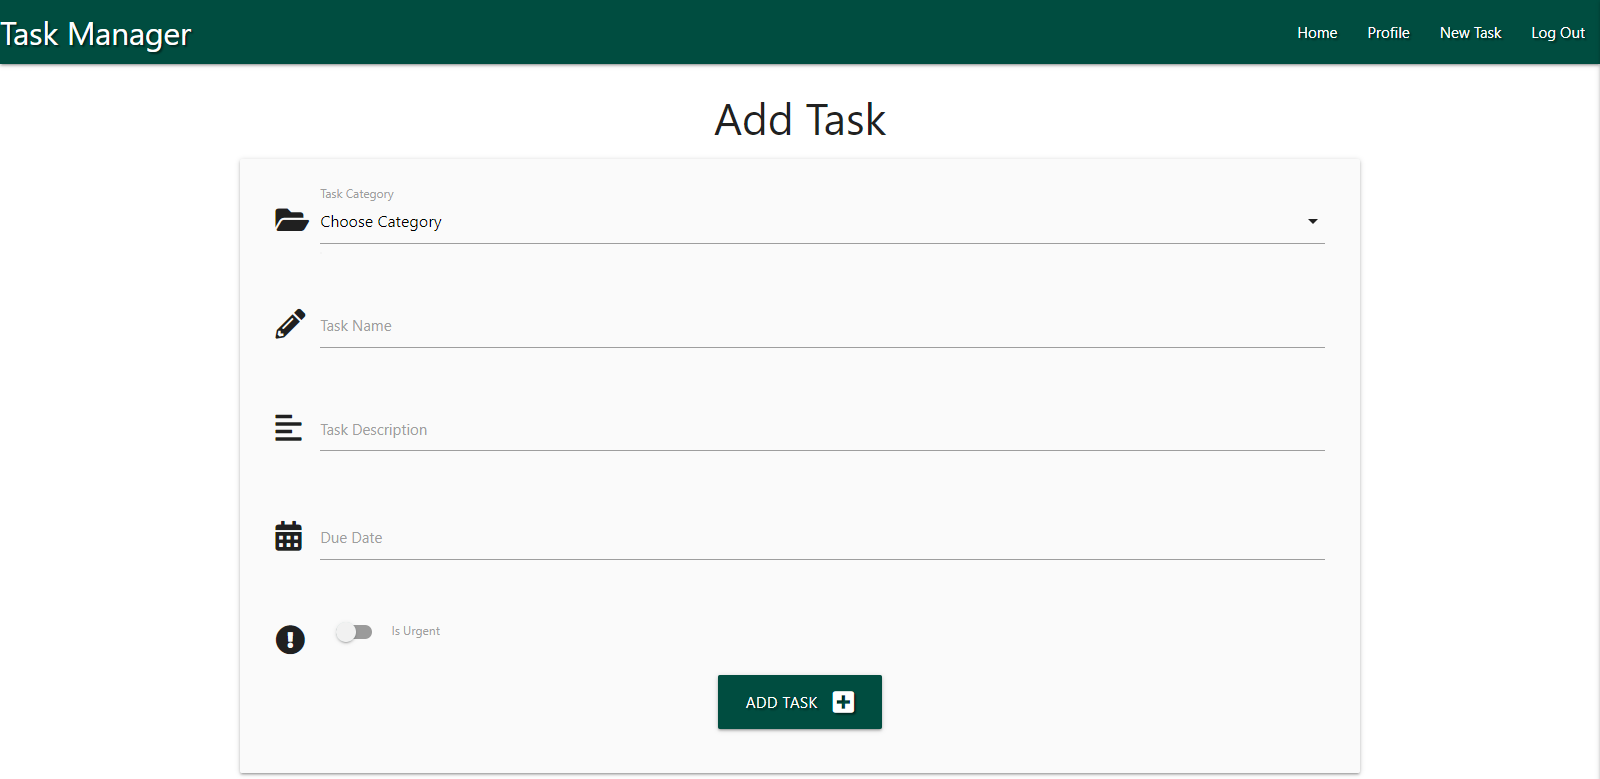 Task Manager
Home Profile New Task Log Out
Add Task
Task Category
Choose Category
Task Name
Task Description
Due Date
Is Urgent
ADD TASK